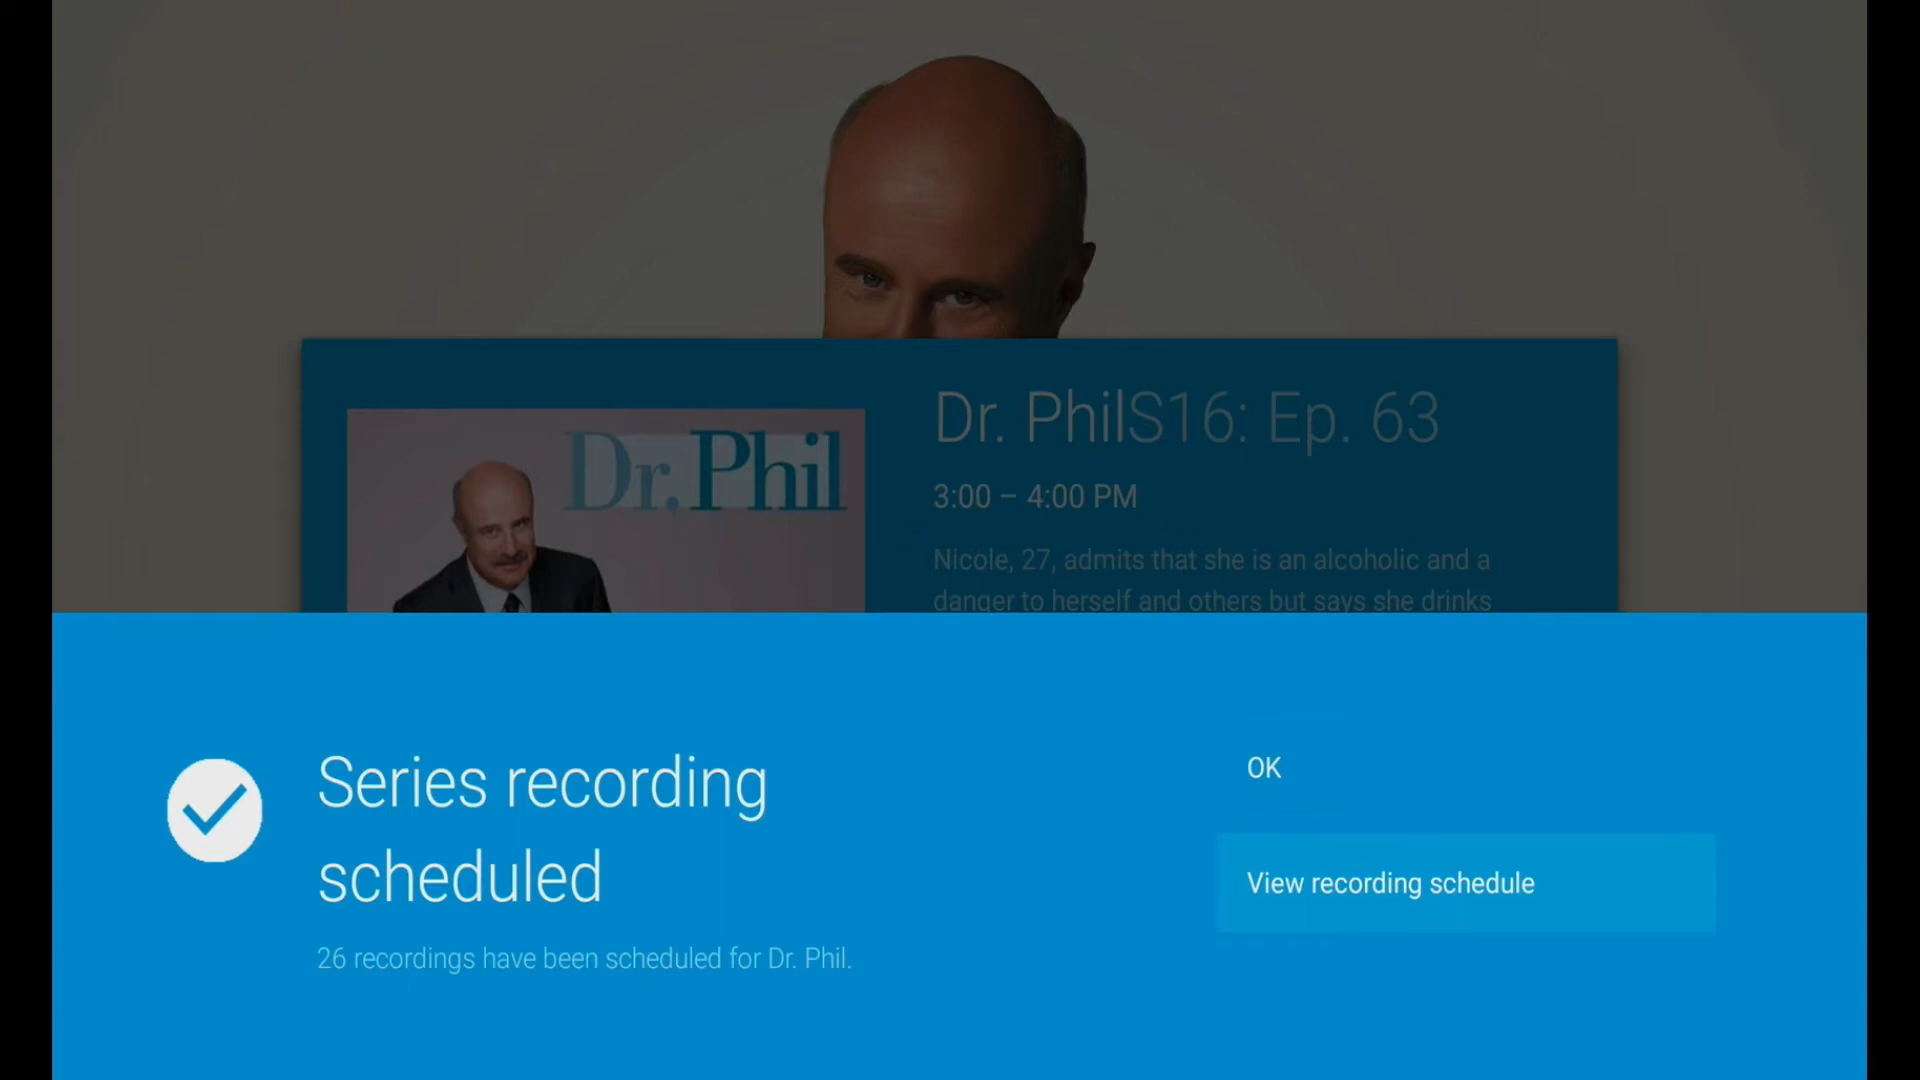 Dr. PhilS16: Ep. 63
Dr. Phil
3:00 – 4:00 PM
Nicole, 27, admits that she is an alcoholic and a
danger to herself and others but says she drinks
Series recording
scheduled
26 recordings have been scheduled for Dr. Phil.
OK
View recording schedule